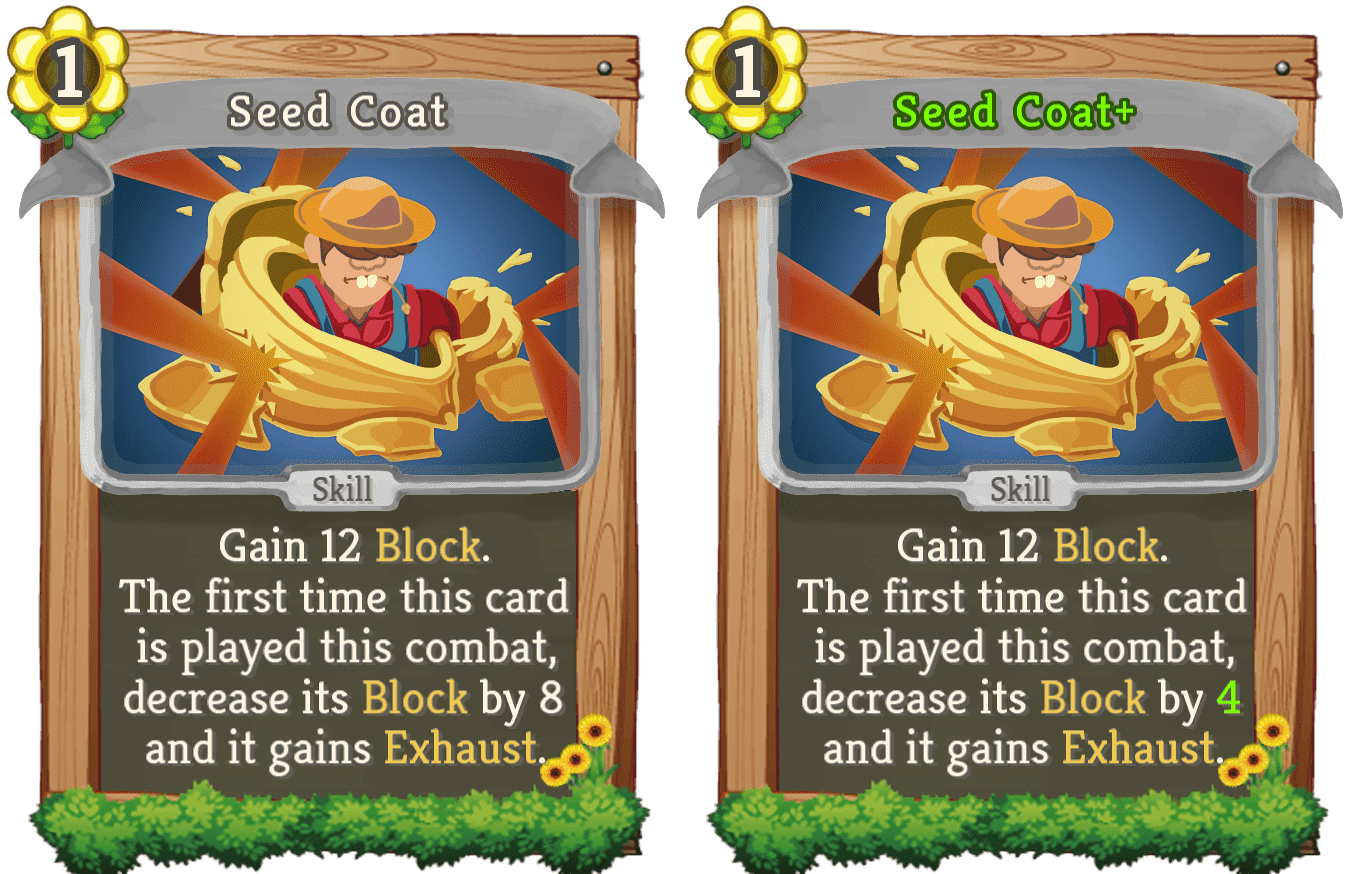 1
Seed Coat
Skill
Gain 12 Block.
The first time this card
is played this combat,
decrease its Block by 8
and it gains Exhaust.
1
Seed Coat+
Skill
Gain 12 Block.
The first time this card
is played this combat,
decrease its Block by 4
and it gains Exhaust.